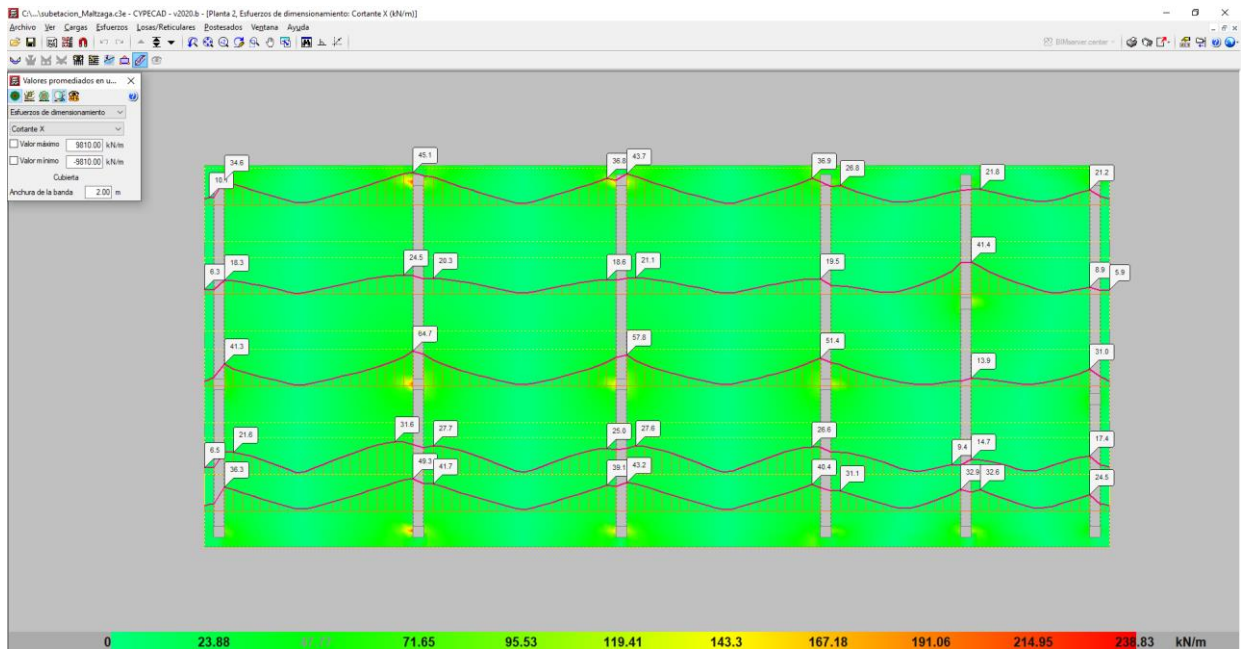 C:\...\subetacion_Maltzaga.c3e - CYPECAD - v2020.b - [Planta 2, Esfuerzos de dimensionamiento: Cortante X (kN/m)]
Archivo Ver Cargas Esfuerzos Losas/Reticulares Postesados Ventana Ayuda
BIMserver.center
Valores promediados en u...
Esfuerzos de dimensionamiento
Cortante X
Valor máximo 9810.00 kN/m
Valor mínimo -9810.00 kN/m
Cubierta
Anchura de la banda 2.00 m
34.6 45.1 36.8 43.7 36.9 26.8 21.8 21.2
6.3 18.3 24.5 20.3 18.6 21.1 19.5 41.4 8.9 5.9
41.3 64.7 57.8 51.4 13.9 31.0
6.5 21.6 31.6 27.7 25.0 27.6 26.6 9.4 14.7 17.4
36.3 49.3 41.7 39.1 43.2 40.4 31.1 32.9 32.6 24.5
0 23.88 71.65 95.53 119.41 143.3 167.18 191.06 214.95 238.83 kN/m